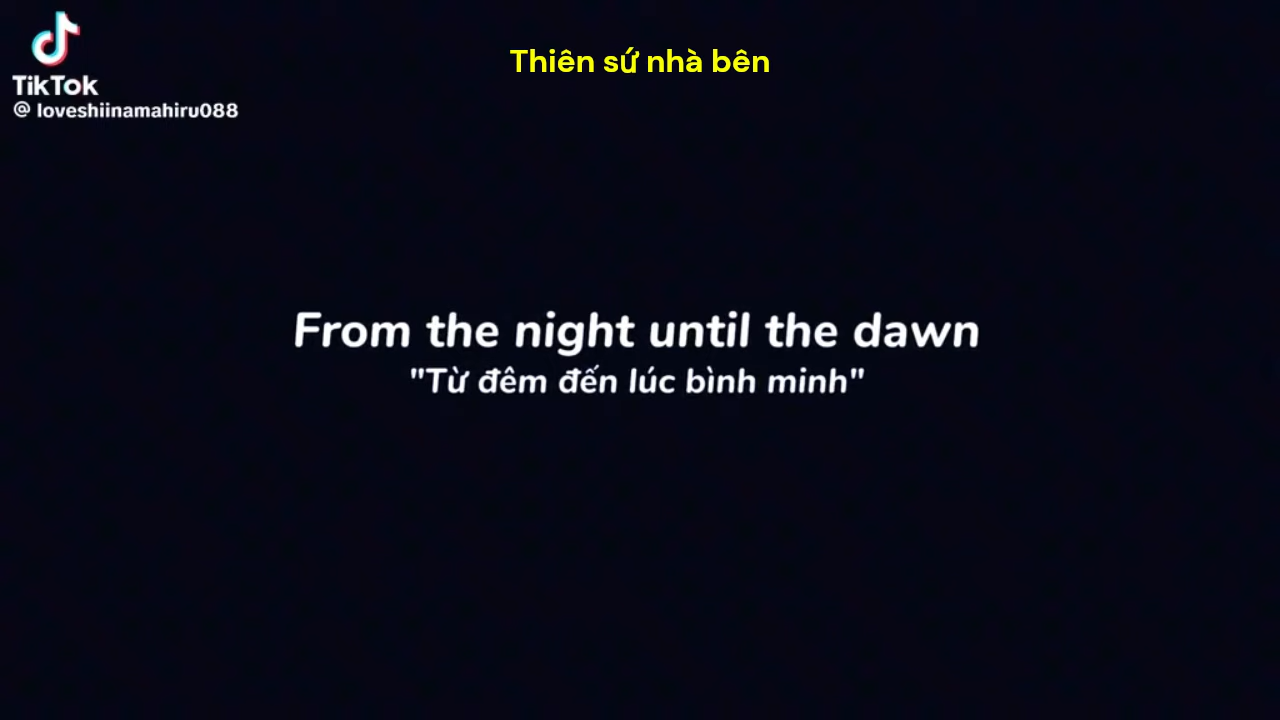 TikTok
@ loveshiinamahiru088
Thiên sứ nhà bên
From the night until the dawn
"Từ đêm đến lúc bình minh"